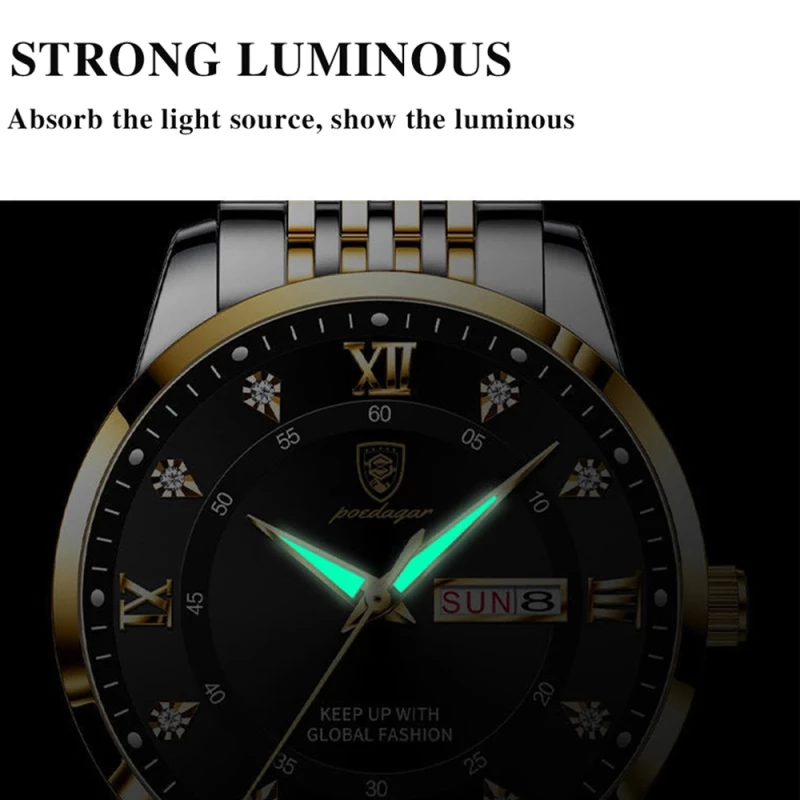 STRONG LUMINOUS
Absorb the light source, show the luminous
XII
60
55
05
50
10
poedagar
IX
45
SUN 8
III
40
20
KEEP UP WITH
GLOBAL FASHION
35
25
30